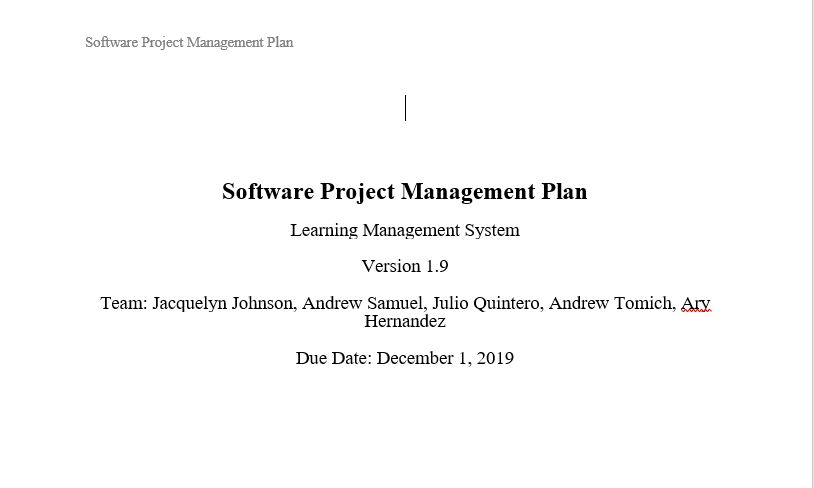 Software Project Management Plan
Software Project Management Plan
Learning Management System
Version 1.9
Team: Jacquelyn Johnson, Andrew Samuel, Julio Quintero, Andrew Tomich, Ary
Hernandez
Due Date: December 1, 2019